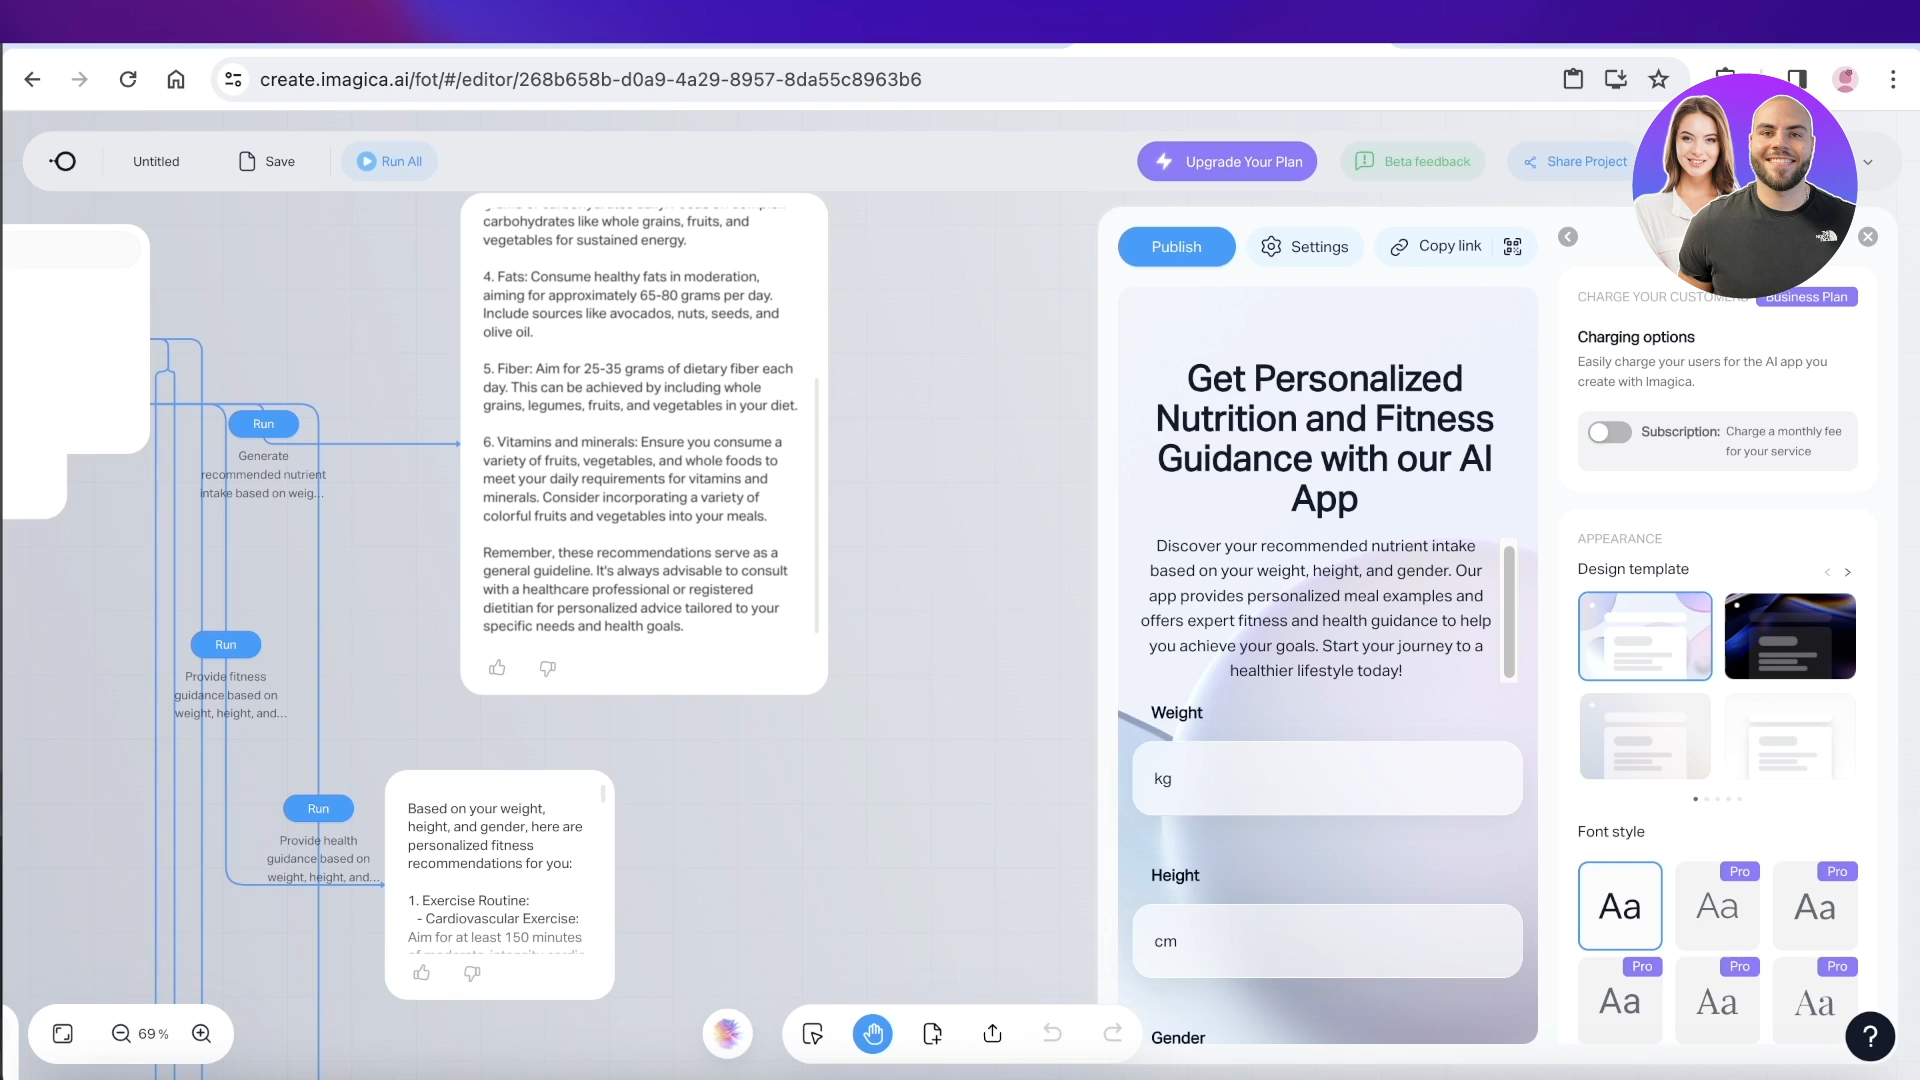 create.imagica.ai/fot/#/editor/268b658b-d0a9-4a29-8957-8da55c8963b6
Untitled
Save
Run All
Upgrade Your Plan
Beta feedback
Share Project
carbohydrates like whole grains, fruits, and
vegetables for sustained energy.
4. Fats: Consume healthy fats in moderation,
aiming for approximately 65-80 grams per day.
Include sources like avocados, nuts, seeds, and
olive oil.
5. Fiber: Aim for 25-35 grams of dietary fiber each
day. This can be achieved by including whole
grains, legumes, fruits, and vegetables in your diet.
6. Vitamins and minerals: Ensure you consume a
variety of fruits, vegetables, and whole foods to
meet your daily requirements for vitamins and
minerals. Consider incorporating a variety of
colorful fruits and vegetables into your meals.
Remember, these recommendations serve as a
general guideline. It's always advisable to consult
with a healthcare professional or registered
dietitian for personalized advice tailored to your
specific needs and health goals.
Run
Generate
recommended nutrient
intake based on weig...
Run
Provide fitness
guidance based on
weight, height, and...
Run
Provide health
guidance based on
weight, height, and...
Based on your weight,
height, and gender, here are
personalized fitness
recommendations for you:
1. Exercise Routine:
- Cardiovascular Exercise:
Aim for at least 150 minutes
69 %
Publish
Settings
Copy link
Get Personalized
Nutrition and Fitness
Guidance with our AI
App
Discover your recommended nutrient intake
based on your weight, height, and gender. Our
app provides personalized meal examples and
offers expert fitness and health guidance to help
you achieve your goals. Start your journey to a
healthier lifestyle today!
Weight
kg
Height
cm
Gender
CHARGE YOUR CUSTOMERS
Business Plan
Charging options
Easily charge your users for the AI app you
create with Imagica.
Subscription: Charge a monthly fee
for your service
APPEARANCE
Design template
Font style
Aa
Pro
Aa
Pro
Aa
Pro
Aa
Pro
Aa
Pro
Aa
?